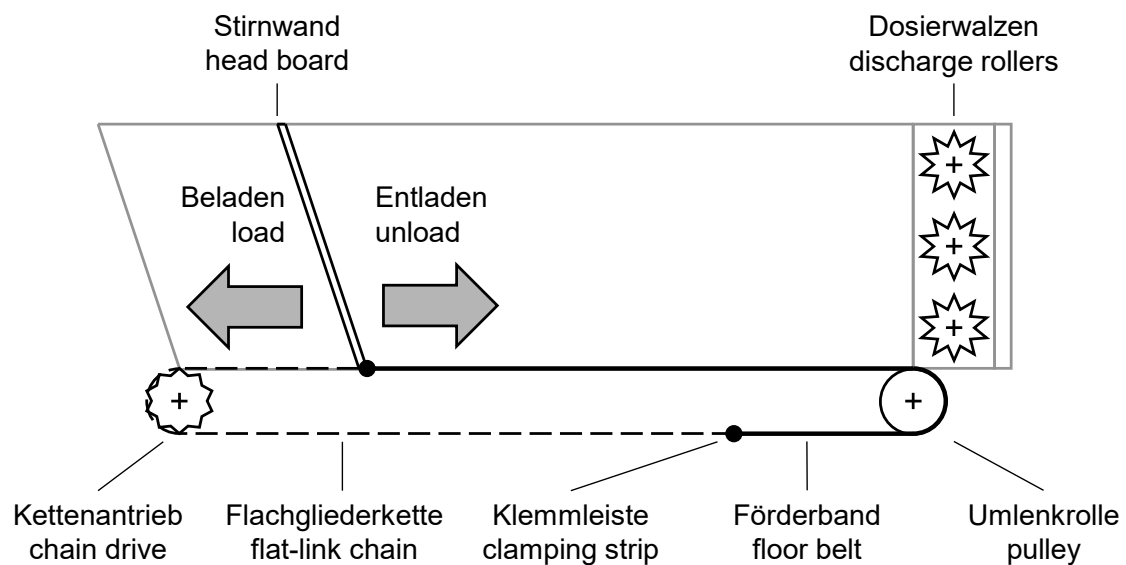 Stirnwand
head board
Dosierwalzen
discharge rollers
Beladen
load
Entladen
unload
Kettenantrieb
chain drive
Flachgliederkette
flat-link chain
Klemmleiste
clamping strip
Förderband
floor belt
Umlenkrolle
pulley